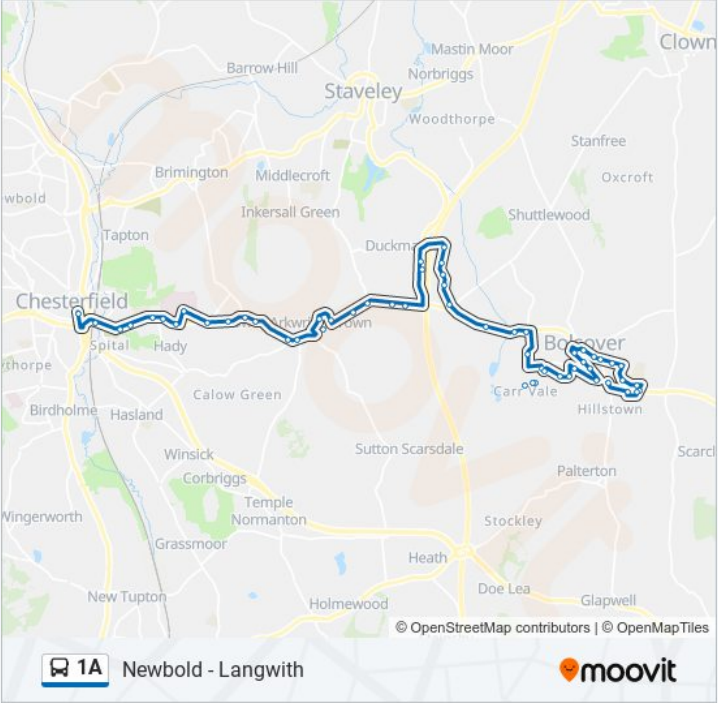 Clown
Mastin Moor
Barrow Hill
Norbriggs
Staveley
Woodthorpe
Stanfree
Brimington
Middlecroft
Oxcroft
wbold
Inkersall Green
Shuttlewood
Tapton
Duckma
Chesterfield
Arkwright Town
Spital
Hady
Bolsover
ythorpe
Calow Green
Carr Vale
Birdholme
Hasland
Hillstown
Winsick
Sutton Scarsdale
Scarcl
Corbriggs
Palterton
Temple
Normanton
Wingerworth
Stockley
Grassmoor
Heath
Doe Lea
New Tupton
Holmewood
Glapwell
© OpenStreetMap contributors | © OpenMapTiles
1A Newbold - Langwith
moovit